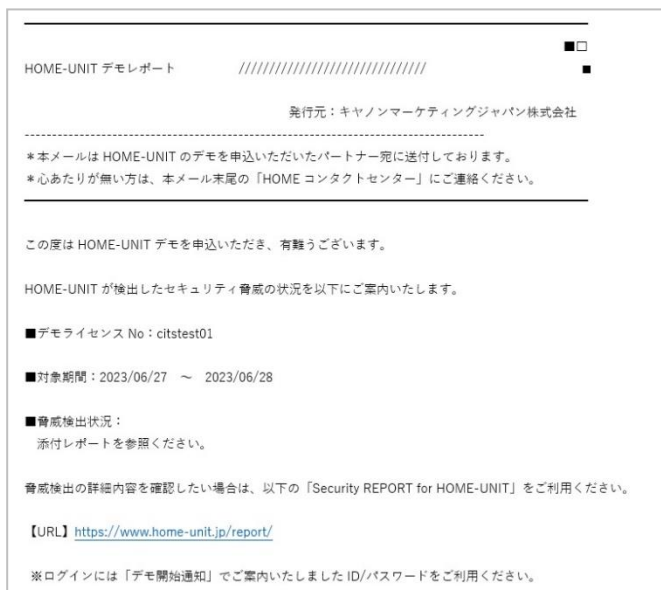 ■□
HOME-UNIT デモレポート　///////////////////////////////　■
発行元：キヤノンマーケティングジャパン株式会社
------------------------------------------------------------------------------------
＊本メールは HOME-UNIT のデモを申込いただいたパートナー宛に送付しております。
＊心あたりが無い方は、本メール末尾の「HOME コンタクトセンター」にご連絡ください。
この度は HOME-UNIT デモを申込いただき、有難うございます。
HOME-UNIT が検出したセキュリティ脅威の状況を以下にご案内いたします。
■デモライセンス No：citstest01
■対象期間：2023/06/27　～　2023/06/28
■脅威検出状況：
添付レポートを参照ください。
脅威検出の詳細内容を確認したい場合は、以下の「Security REPORT for HOME-UNIT」をご利用ください。
【URL】https://www.home-unit.jp/report/
※ログインには「デモ開始通知」でご案内いたしました ID/パスワードをご利用ください。